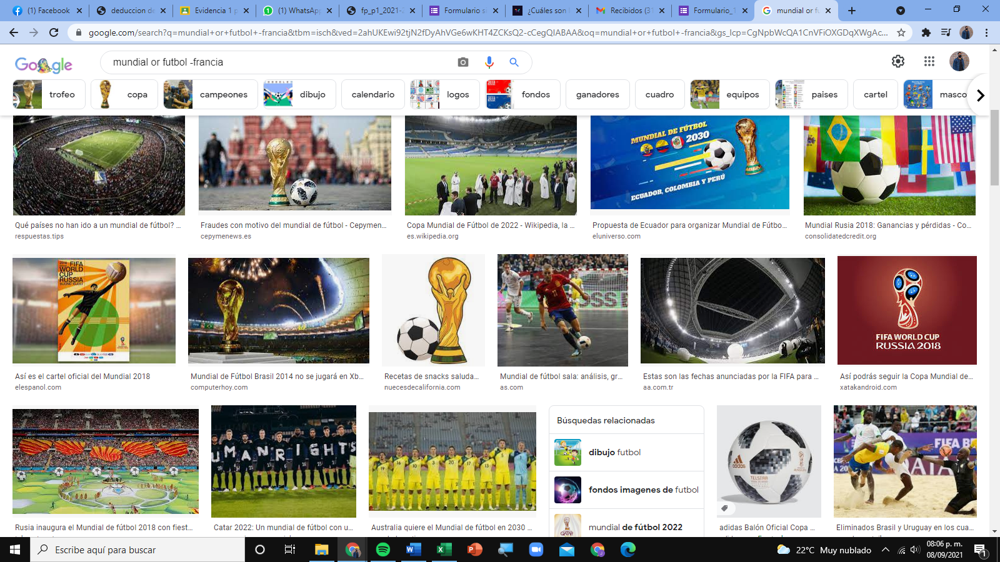 (1) Facebook
deduccion de
Evidencia 1 p
(1) WhatsApp
fp_p1_2021-2
Formulario si
¿Cuáles son l
Recibidos (31
Formulario_1
mundial or fu
google.com/search?q=mundial+or+futbol+-francia&tbm=isch&ved=2ahUKEwi92tjN2fDyAhVGe6wKHT4ZCKsQ2-cCegQIABAA&oq=mundial+or+futbol+-francia&gs_lcp=CgNpbWcQA1CnVFiOXGDqXWgAc...
Google
mundial or futbol -francia
trofeo
copa
campeones
dibujo
calendario
logos
fondos
ganadores
cuadro
equipos
paises
cartel
masco
MUNDIAL DE FÚTBOL
2030
ECUADOR, COLOMBIA Y PERÚ
Qué países no han ido a un mundial de fútbol? ...
respuestas.tips
Fraudes con motivo del mundial de fútbol - Cepymen...
cepymenews.es
Copa Mundial de Fútbol de 2022 - Wikipedia, la ...
es.wikipedia.org
Propuesta de Ecuador para organizar Mundial de Fútbo...
eluniverso.com
Mundial Rusia 2018: Ganancias y pérdidas - Co...
consolidatedcredit.org
FIFA
WORLD
CUP
RUSSIA
FIFA WORLD CUP
RUSSIA 2018
Así es el cartel oficial del Mundial 2018
elespanol.com
Mundial de Fútbol Brasil 2014 no se jugará en Xb...
computerhoy.com
Recetas de snacks saluda...
nuecesdecalifornia.com
Mundial de fútbol sala: análisis, gr...
as.com
Estas son las fechas anunciadas por la FIFA para ...
aa.com.tr
Así podrás seguir la Copa Mundial de...
xatakandroid.com
MANRIGHTS
Búsquedas relacionadas
dibujo futbol
fondos imagenes de futbol
mundial de fútbol 2022
adidas
TELSTAR
FIFA
QATA
Rusia inaugura el Mundial de fútbol 2018 con fiest...
Catar 2022: Un mundial de fútbol con u...
Australia quiere el Mundial de fútbol en 2030 ...
adidas Balón Oficial Copa ...
Eliminados Brasil y Uruguay en los cua...
Escribe aquí para buscar
22°C Muy nublado
08:06 p. m.
08/09/2021
1